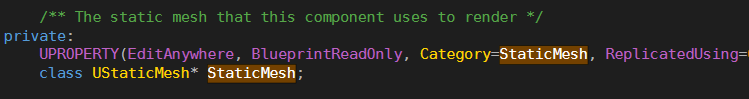 /** The static mesh that this component uses to render */
private:
UPROPERTY(EditAnywhere, BlueprintReadOnly, Category=StaticMesh, ReplicatedUsing=
class UStaticMesh* StaticMesh;